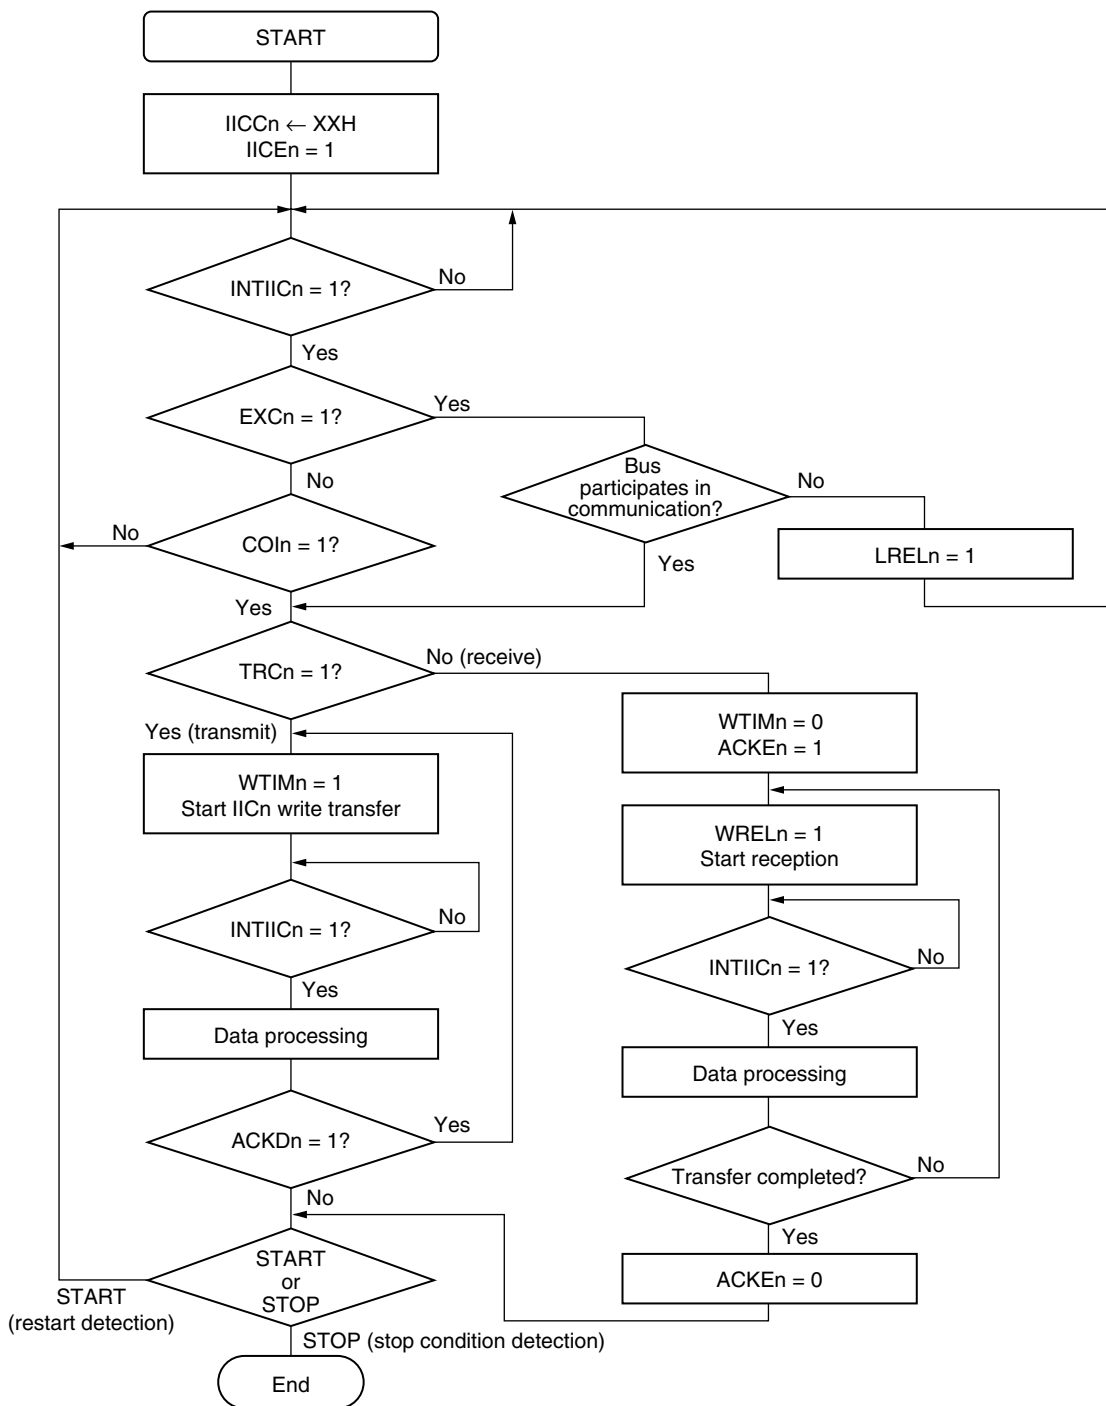 START
IICCn ← XXH
IICEn = 1
INTIICn = 1?
No
Yes
EXCn = 1?
Yes
No
Bus
participates in
communication?
No
Yes
LRELn = 1
COIn = 1?
No
Yes
TRCn = 1?
No (receive)
Yes (transmit)
WTIMn = 1
Start IICn write transfer
INTIICn = 1?
No
Yes
Data processing
ACKDn = 1?
Yes
No
WTIMn = 0
ACKEn = 1
WRELn = 1
Start reception
INTIICn = 1?
No
Yes
Data processing
Transfer completed?
No
Yes
ACKEn = 0
START
or
STOP
START
(restart detection)
STOP (stop condition detection)
End